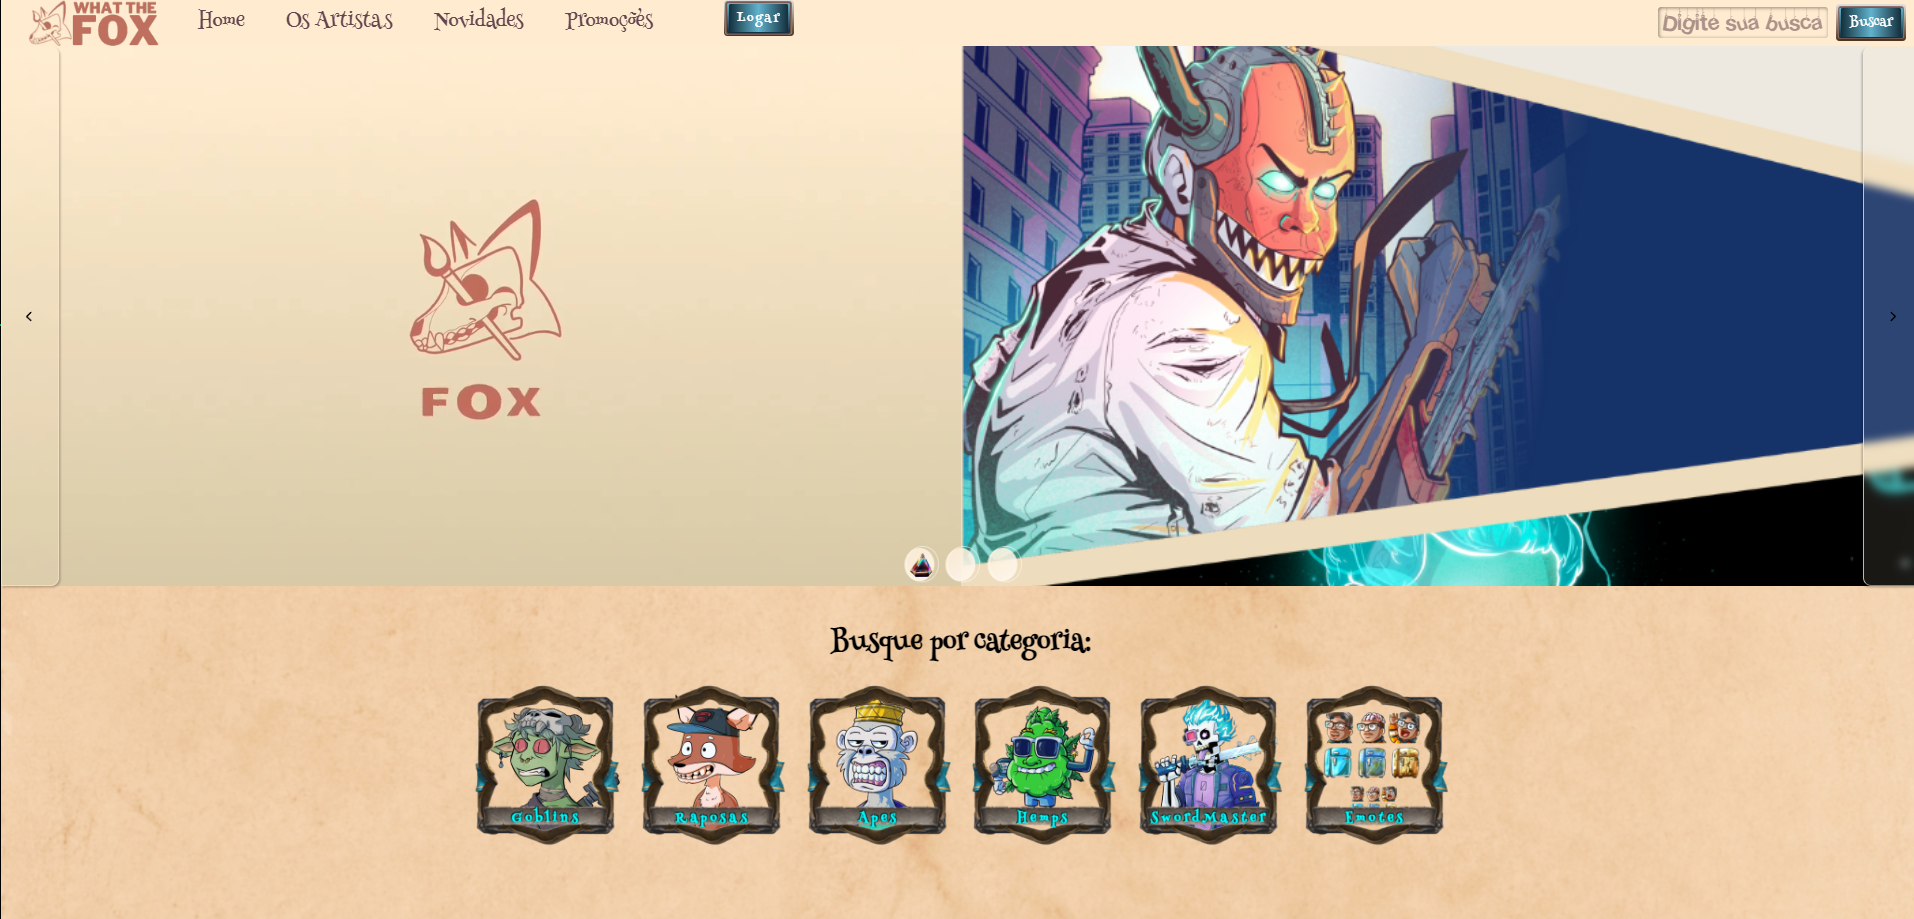 WHAT THE
FOX
Home
Os Artistas
Novidades
Promoções
Logar
Digite sua busca
Buscar
FOX
Busque por categoria:
Goblins
Raposas
Apes
Hemps
SwordMaster
Emotes